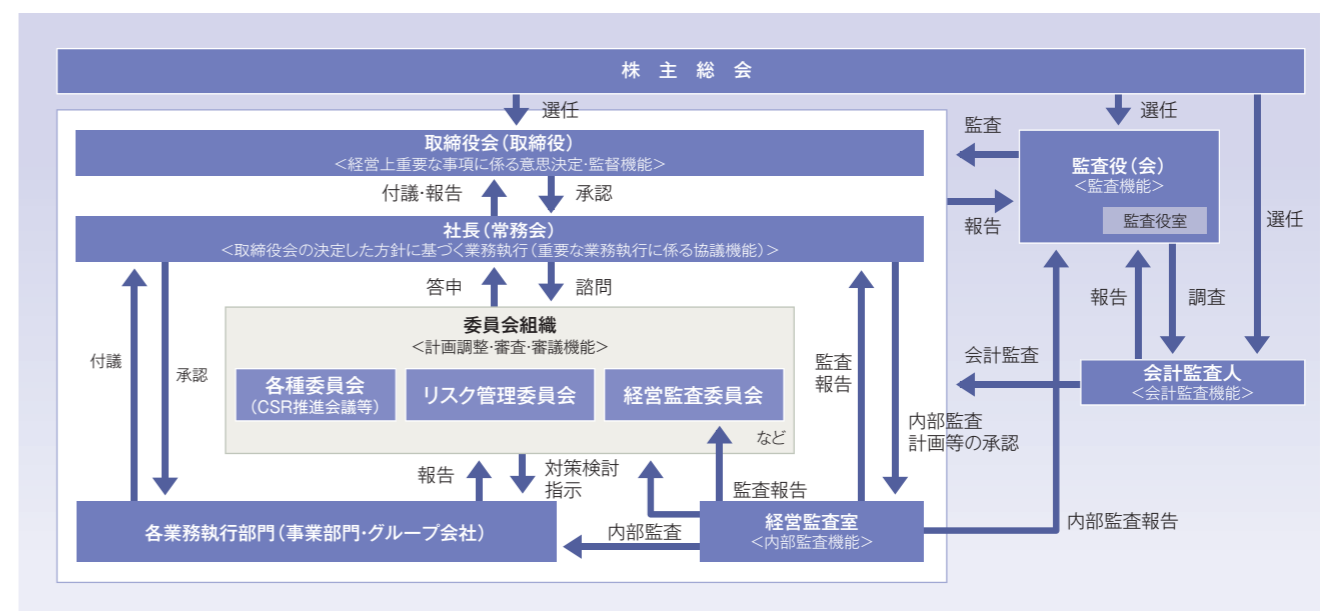 株 主 総 会
選任
選任
監査
取締役会（取締役）
＜経営上重要な事項に係る意思決定・監督機能＞
監査役（会）
＜監査機能＞
監査役室
付議・報告
承認
報告
選任
社長（常務会）
＜取締役会の決定した方針に基づく業務執行（重要な業務執行に係る協議機能）＞
答申
諮問
報告
調査
委員会組織
＜計画調整・審査・審議機能＞
付議
承認
監査
報告
会計監査
会計監査人
＜会計監査機能＞
各種委員会
（CSR推進会議等）
リスク管理委員会
経営監査委員会
など
内部監査
計画等の承認
報告
対策検討
指示
監査報告
各業務執行部門（事業部門・グループ会社）
内部監査
経営監査室
＜内部監査機能＞
内部監査報告